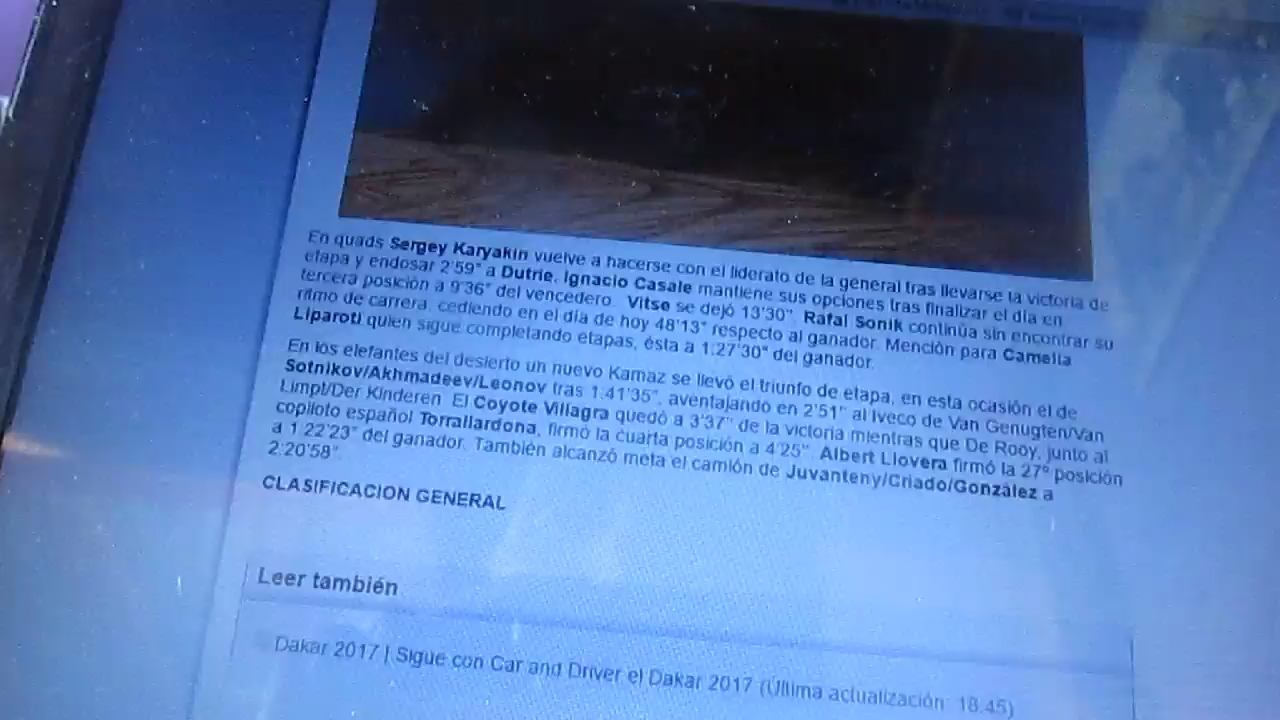 En quads Sergey Karyakin vuelve a hacerse con el liderato de la general tras llevarse la victoria de
etapa y endosar 2'59" a Dutrie. Ignacio Casale mantiene sus opciones tras finalizar el día en
tercera posición a 9'36" del vencedero. Vitse se dejó 13'30". Rafal Sonik continúa sin encontrar su
ritmo de carrera, cediendo en el día de hoy 48'13" respecto al ganador. Mención para Camelia
Liparoti quien sigue completando etapas, ésta a 1:27'30" del ganador.
En los elefantes del desierto un nuevo Kamaz se llevó el triunfo de etapa, en esta ocasión el de
Sotnikov/Akhmadeev/Leonov tras 1:41'35", aventajando en 2'51" al Iveco de Van Genugten/Van
Limpt/Der Kinderen. El Coyote Villagra quedó a 3'37" de la victoria mientras que De Rooy, junto al
copiloto español Torrallardona, firmó la cuarta posición a 4'25". Albert Llovera firmó la 27º posición
a 1:22'23" del ganador. También alcanzó meta el camión de Juvanteny/Criado/González a
2:20'58"
CLASIFICACION GENERAL
Leer también
Dakar 2017 | Sigue con Car and Driver el Dakar 2017 (Última actualización: 18.45)